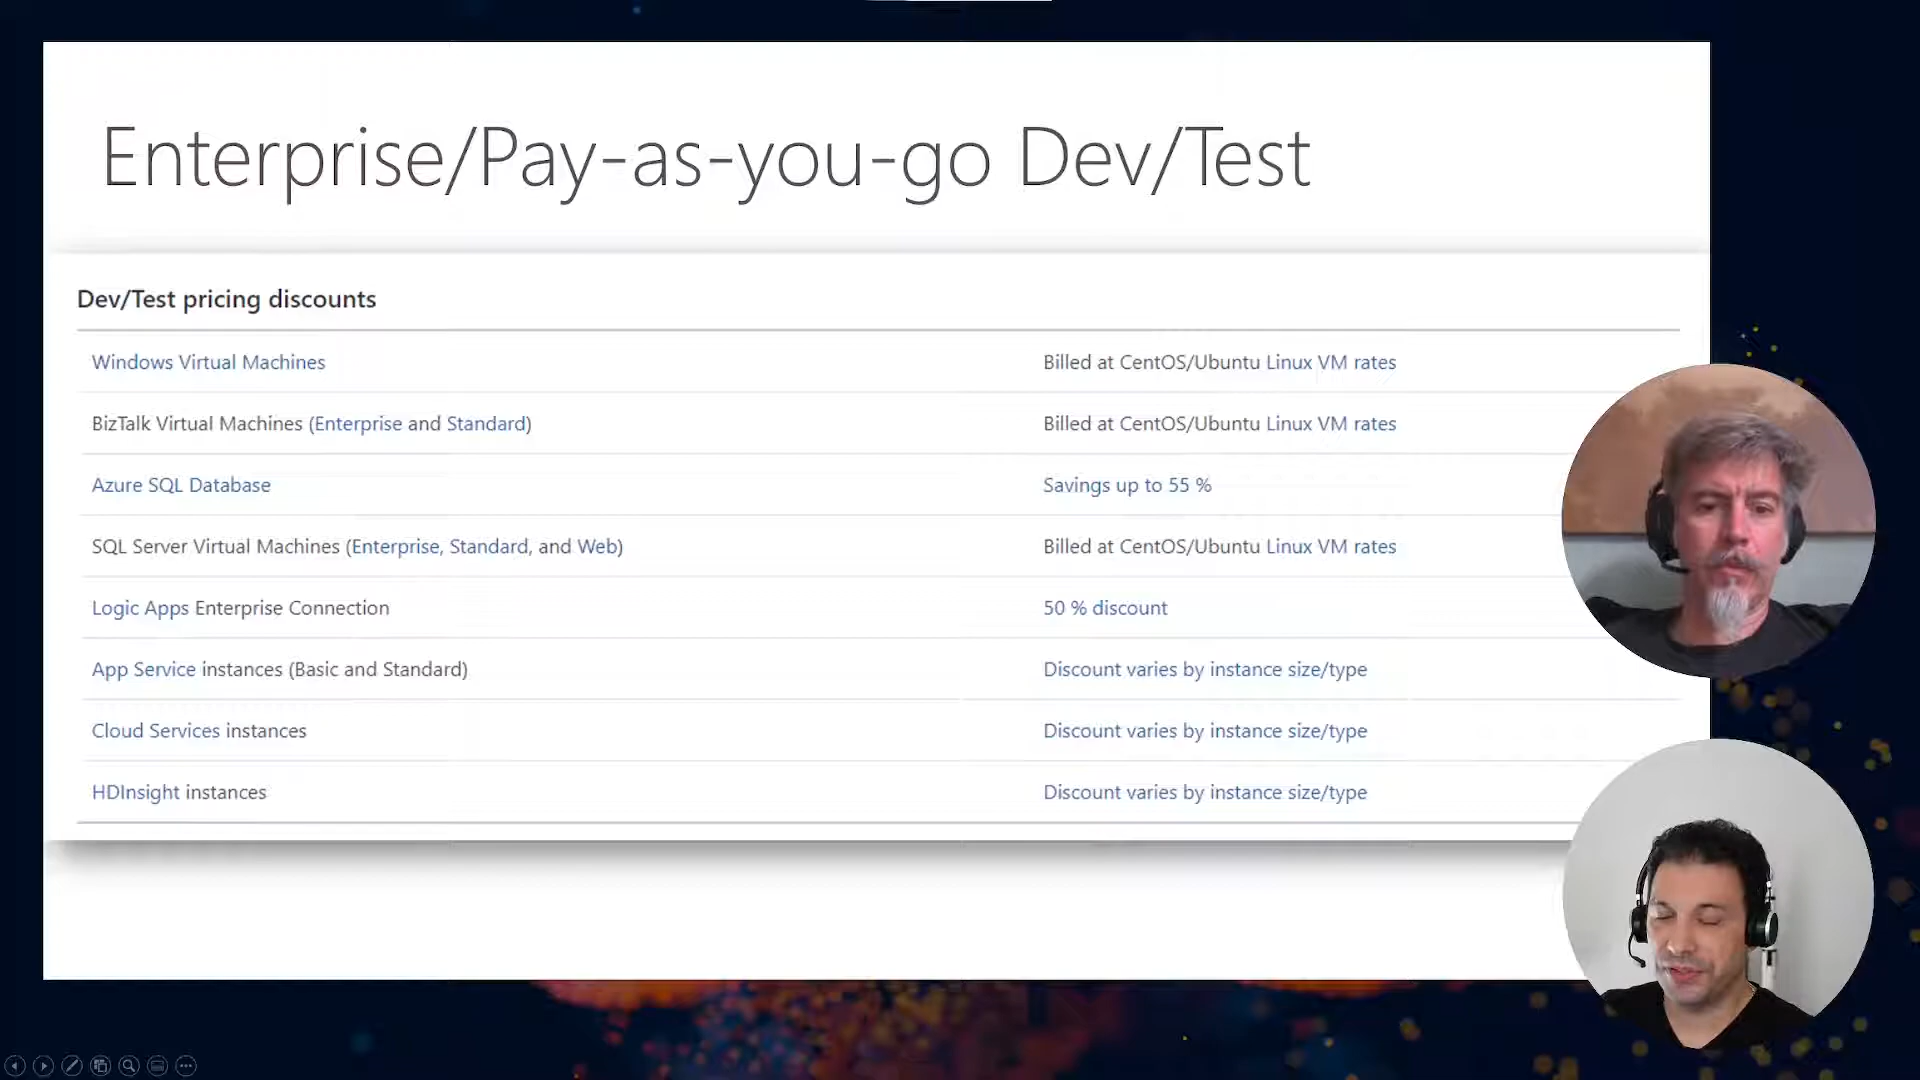 Enterprise/Pay-as-you-go Dev/Test
Dev/Test pricing discounts
Windows Virtual Machines Billed at CentOS/Ubuntu Linux VM rates
BizTalk Virtual Machines (Enterprise and Standard) Billed at CentOS/Ubuntu Linux VM rates
Azure SQL Database Savings up to 55 %
SQL Server Virtual Machines (Enterprise, Standard, and Web) Billed at CentOS/Ubuntu Linux VM rates
Logic Apps Enterprise Connection 50 % discount
App Service instances (Basic and Standard) Discount varies by instance size/type
Cloud Services instances Discount varies by instance size/type
HDInsight instances Discount varies by instance size/type